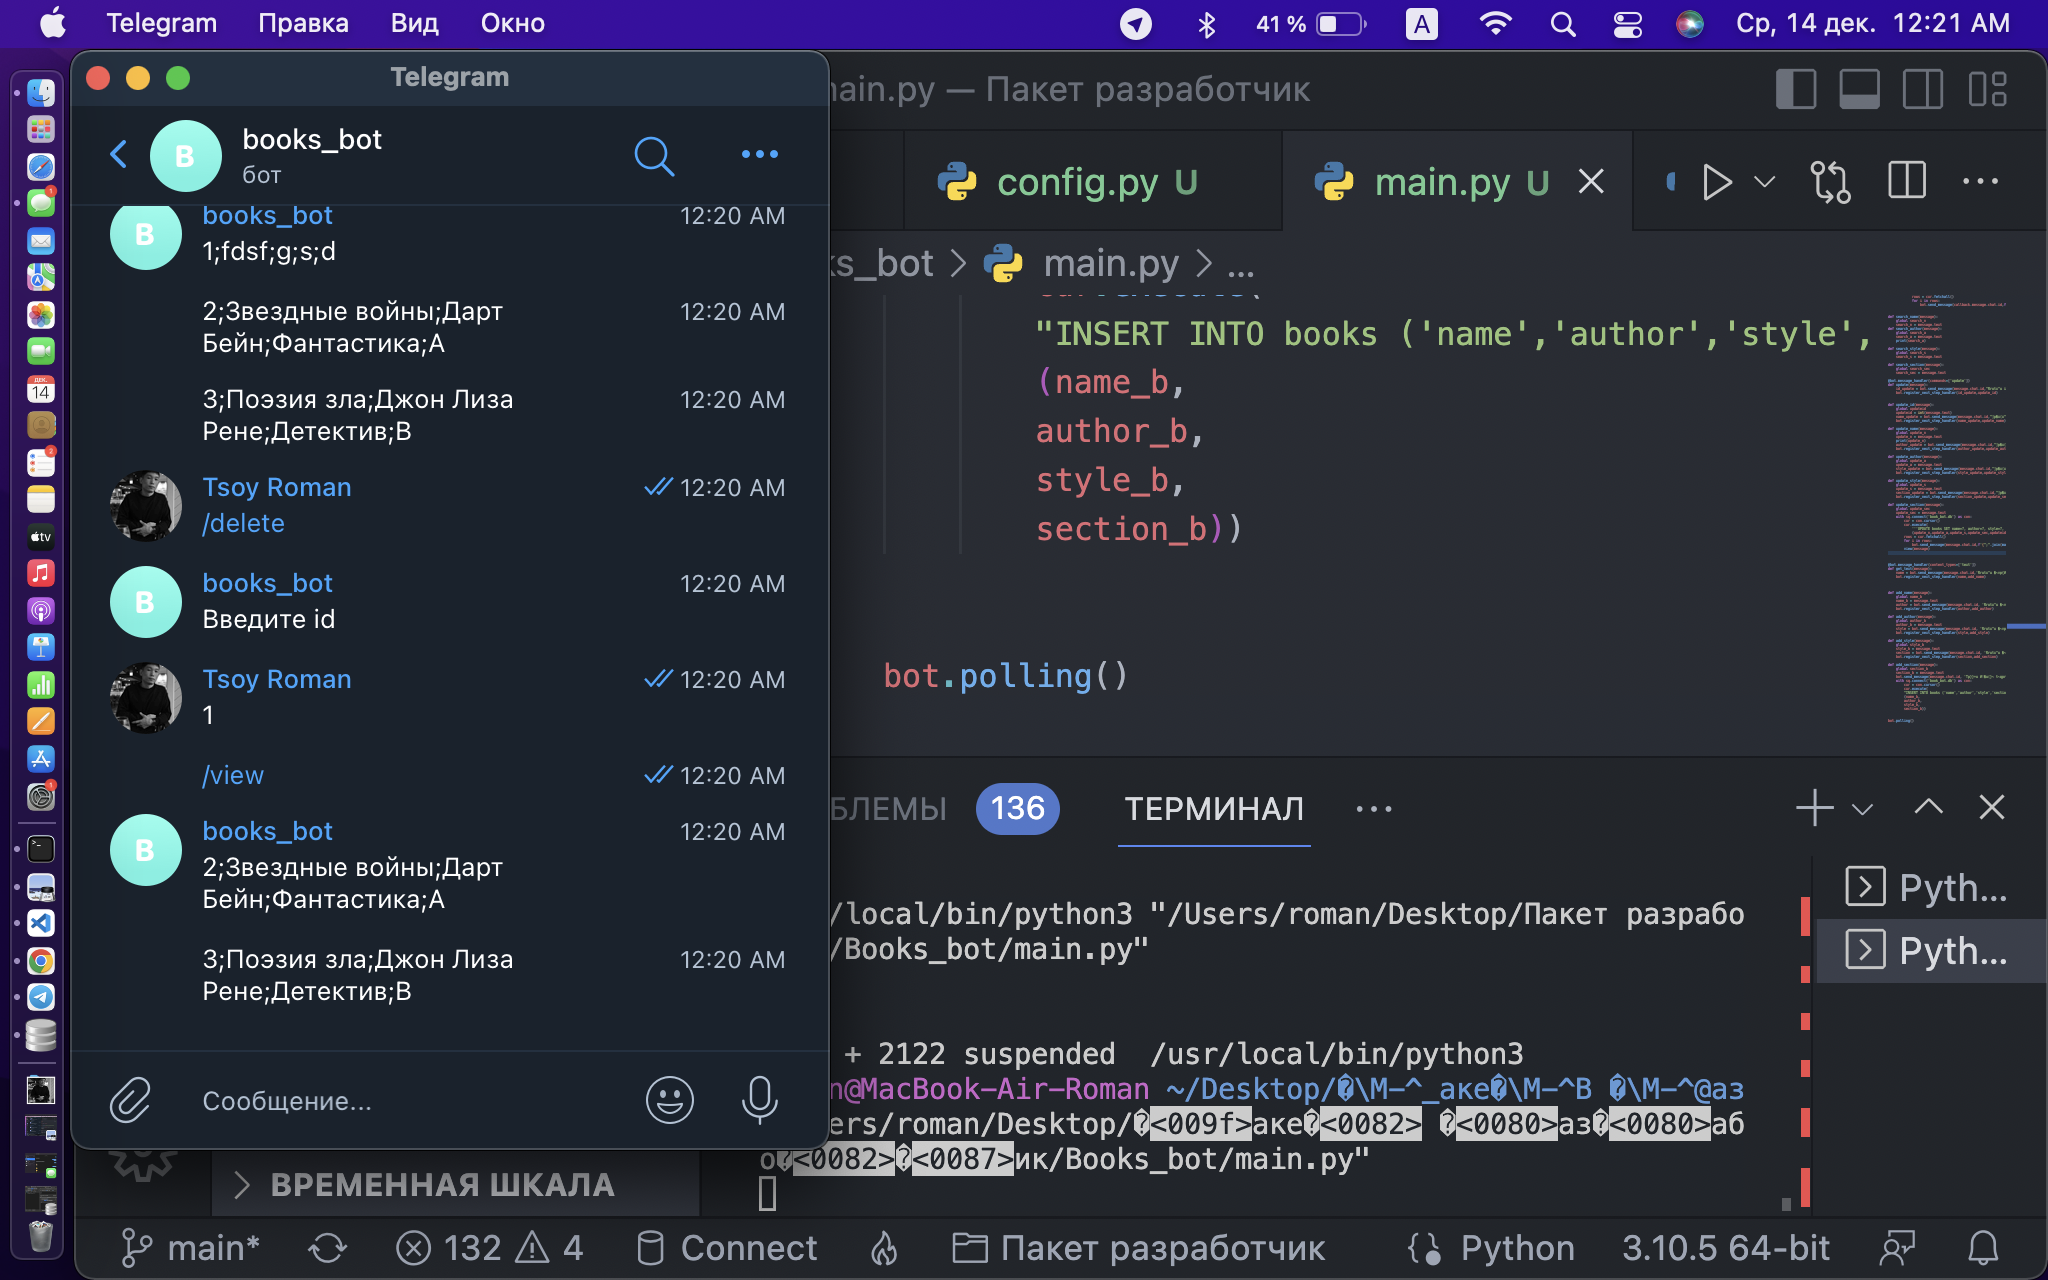 Telegram Правка Вид Окно 41 % A Ср, 14 дек. 12:21 AM
Telegram
B books_bot
бот
books_bot 12:20 AM
B 1;fdsf;g;s;d
2;Звездные войны;Дарт 12:20 AM
Бейн;Фантастика;А
3;Поэзия зла;Джон Лиза 12:20 AM
Рене;Детектив;В
Tsoy Roman 12:20 AM
/delete
books_bot 12:20 AM
B Введите id
Tsoy Roman 12:20 AM
1
/view 12:20 AM
books_bot 12:20 AM
B 2;Звездные войны;Дарт
Бейн;Фантастика;А
3;Поэзия зла;Джон Лиза 12:20 AM
Рене;Детектив;В
Сообщение...
ain.py — Пакет разработчик
config.py U main.py U
ks_bot > main.py > ...
"INSERT INTO books ('name','author','style',
(name_b,
author_b,
style_b,
section_b))
bot.polling()
БЛЕМЫ 136 ТЕРМИНАЛ
/local/bin/python3 "/Users/roman/Desktop/Пакет разрабо
/Books_bot/main.py"
+ 2122 suspended /usr/local/bin/python3
n@MacBook-Air-Roman ~/Desktop/�\M-^_аке�\M-^B �\M-^@аз
ers/roman/Desktop/�<009f>аке�<0082> �<0080>аз�<0080>аб
о�<0082>�<0087>ик/Books_bot/main.py"
Pyth...
Pyth...
ВРЕМЕННАЯ ШКАЛА
main* 132 4 Connect Пакет разработчик Python 3.10.5 64-bit
ДЕК.
14
tv